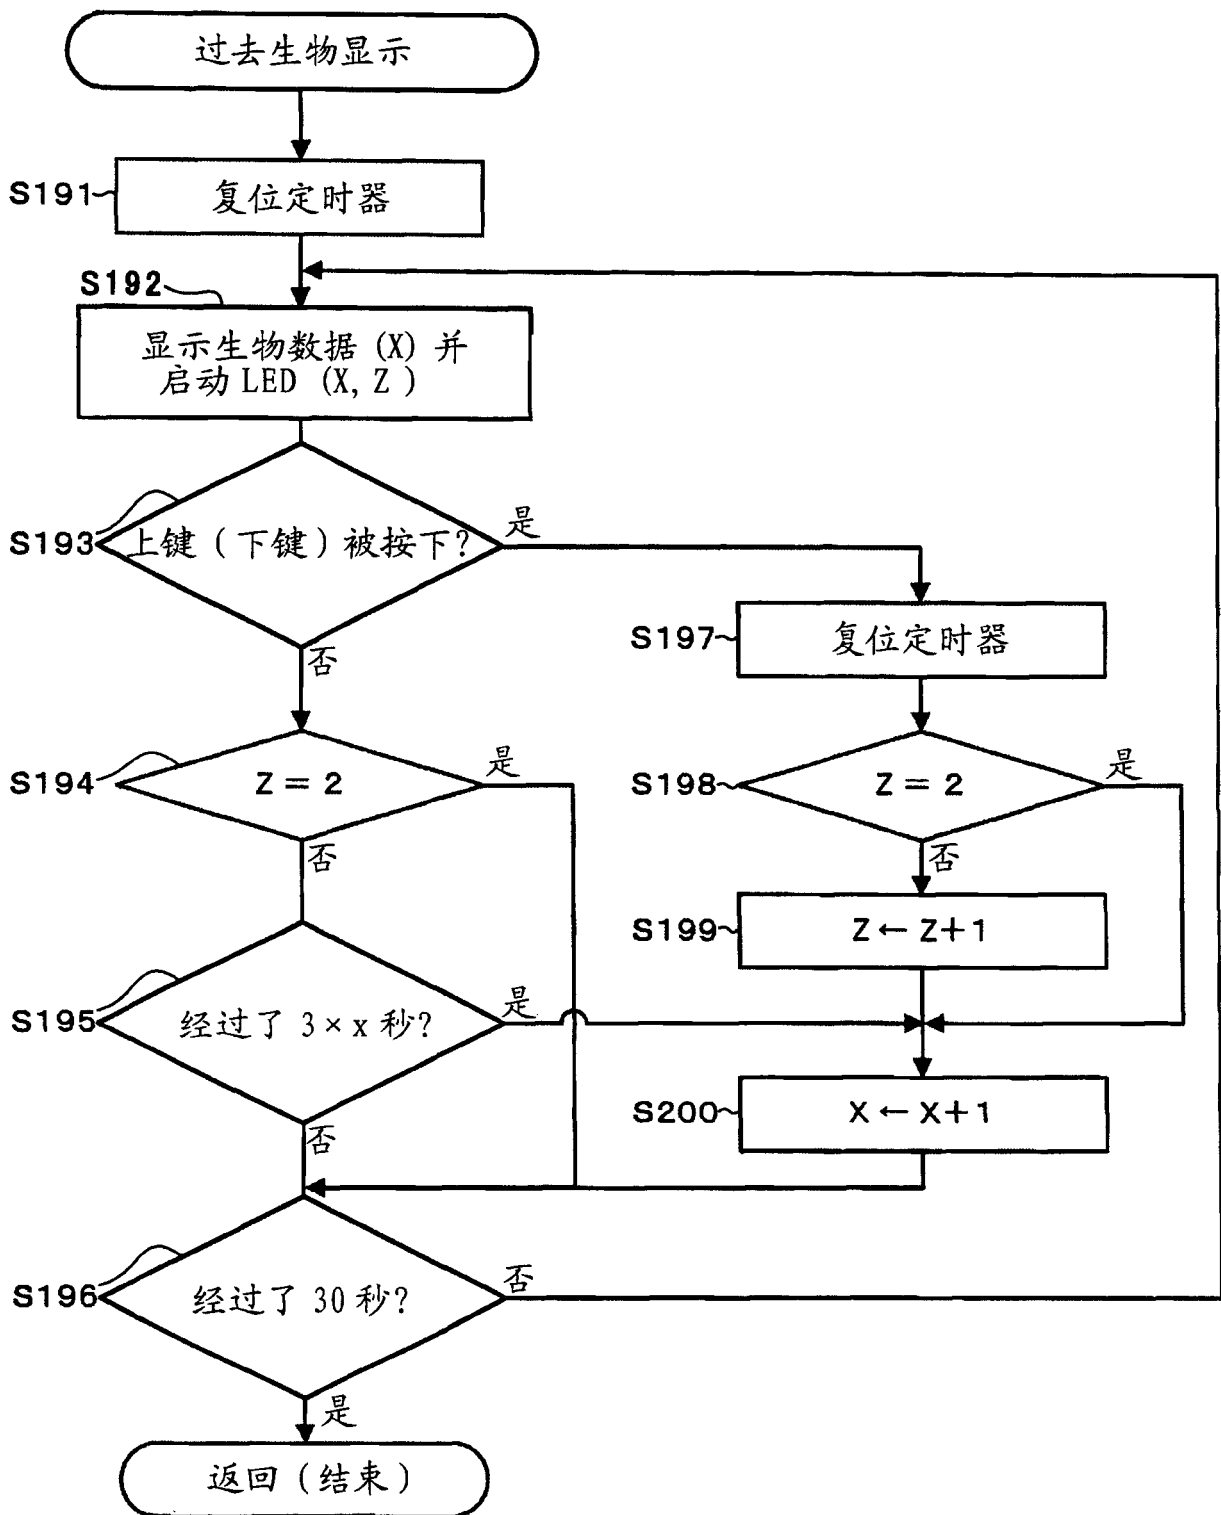 过去生物显示
S191
复位定时器
S192
显示生物数据 (X) 并
启动 LED (X, Z )
S193
上键 ( 下键 ) 被按下?
是
否
S197
复位定时器
S194
Z = 2
是
否
S198
Z = 2
是
否
S199
Z ← Z+1
S195
经过了 3 × x 秒?
是
否
S200
X ← X+1
S196
经过了 30 秒?
否
是
返回 ( 结束 )